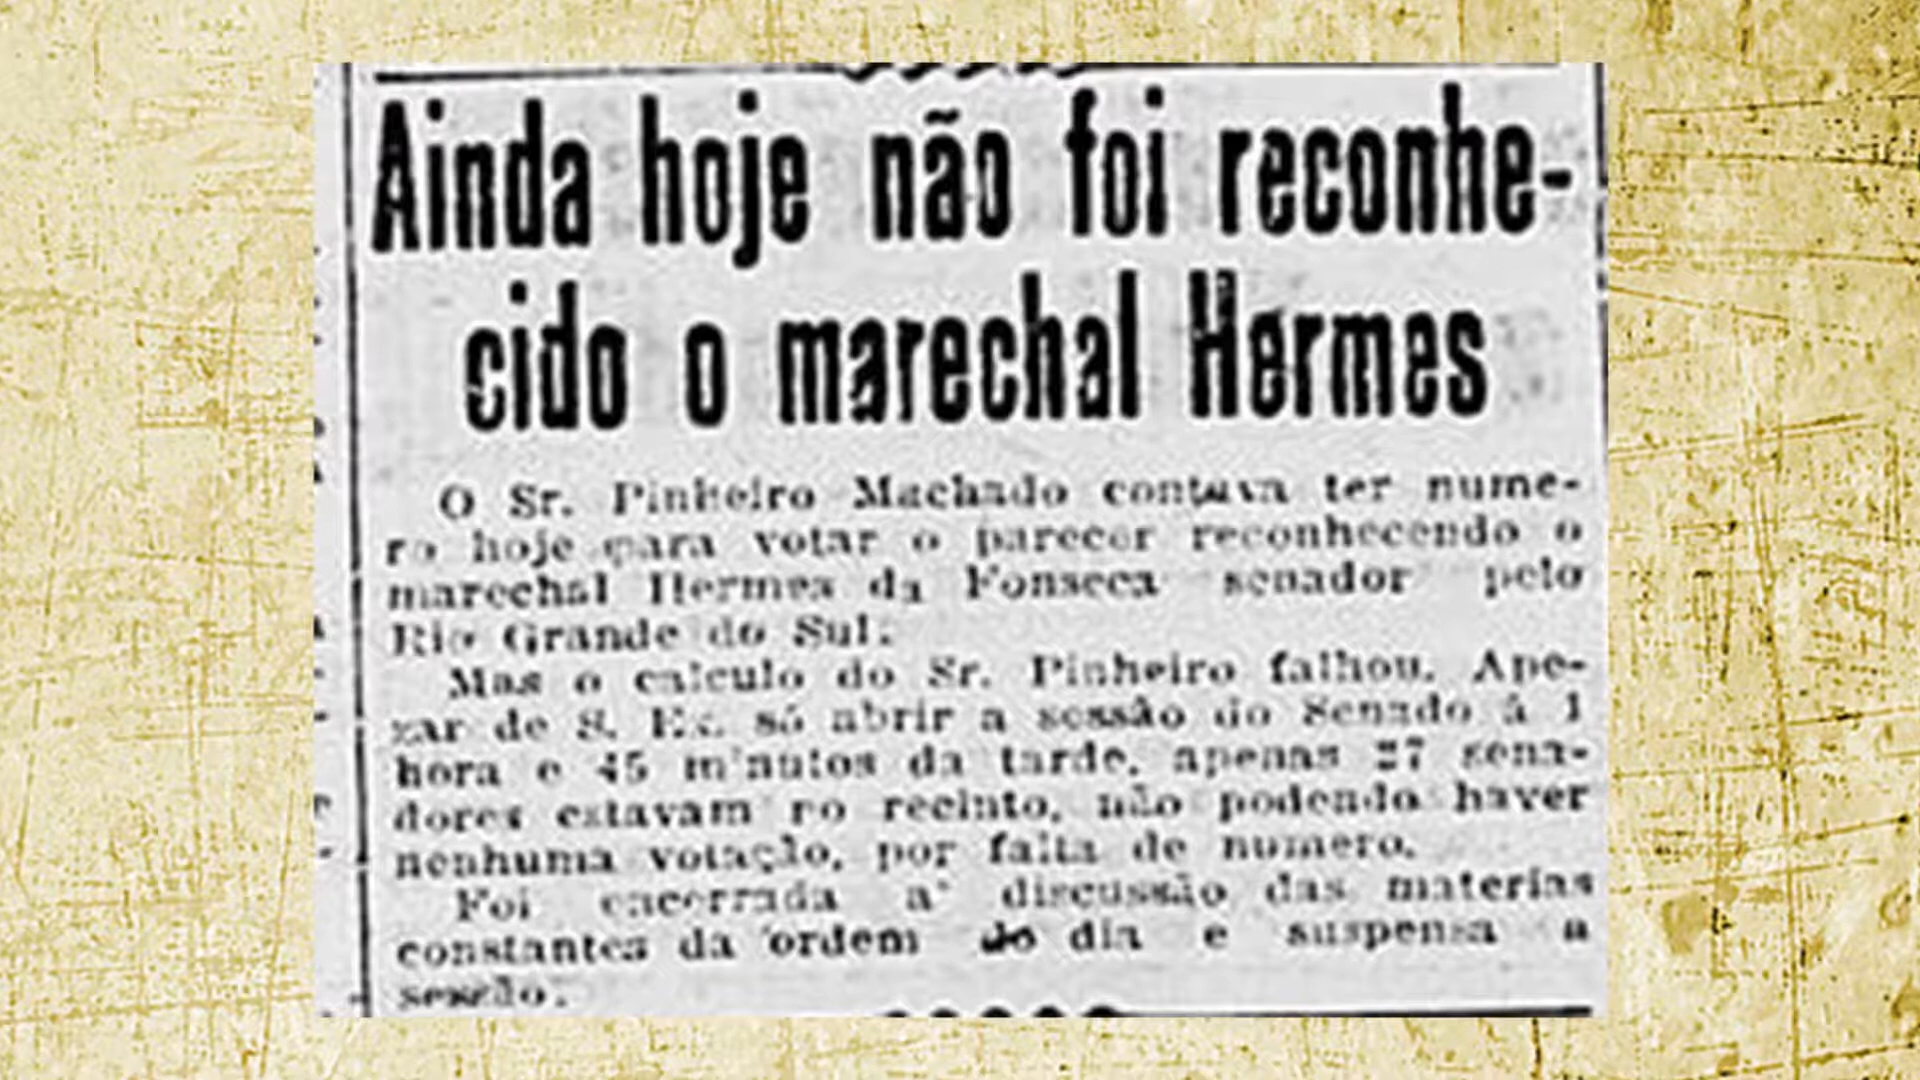 Ainda hoje não foi reconhe-
cido o marechal Hermes
O Sr. Pinheiro Machado contava ter nume-
ro hoje para votar o parecer reconhecendo o
marechal Hermes da Fonseca senador pelo
Rio Grande do Sul.
Mas o calculo do Sr. Pinheiro falhou. Ape-
zar de S. Ex. só abrir a sessão do Senado á 1
hora e 45 minutos da tarde, apenas 27 sena-
dores estavam no recinto, não podendo haver
nenhuma votação, por falta de numero.
Foi encerrada a discussão das materias
constantes da ordem do dia e suspensa a
sessão.